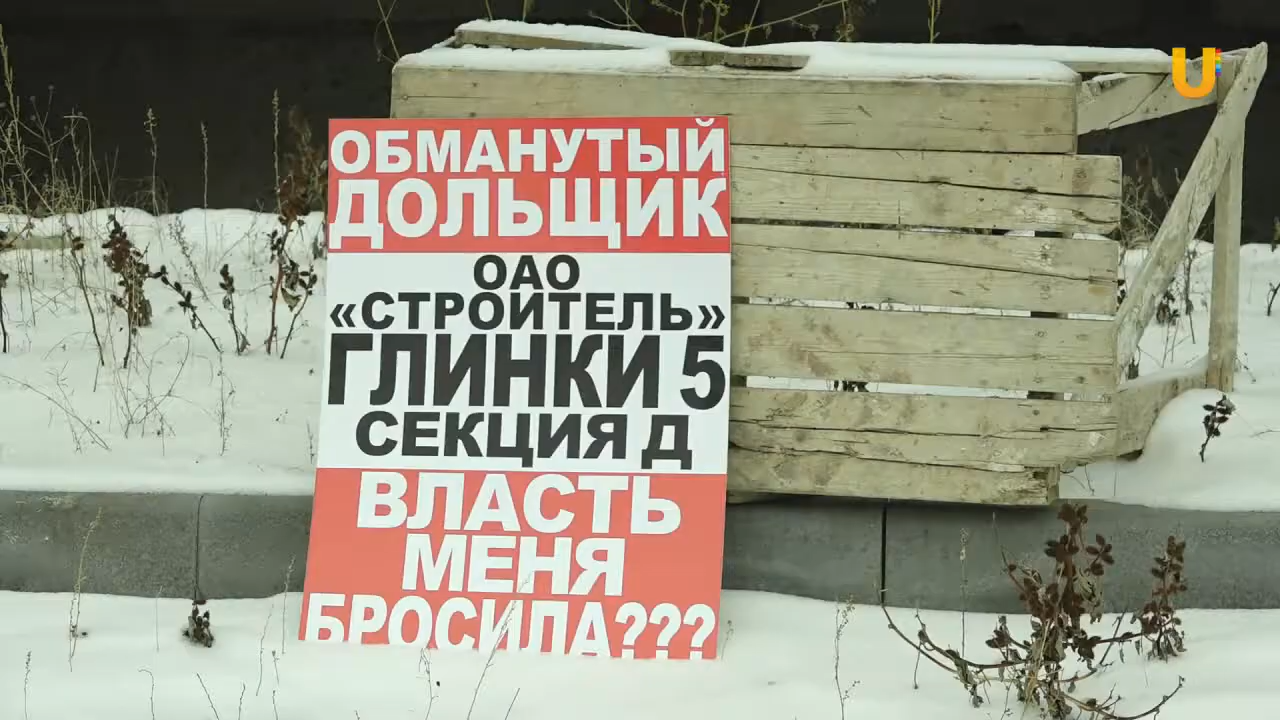 ОБМАНУТЫЙ
ДОЛЬЩИК
ОАО
«СТРОИТЕЛЬ»
ГЛИНКИ 5
СЕКЦИЯ Д
ВЛАСТЬ
МЕНЯ
БРОСИЛА???
U